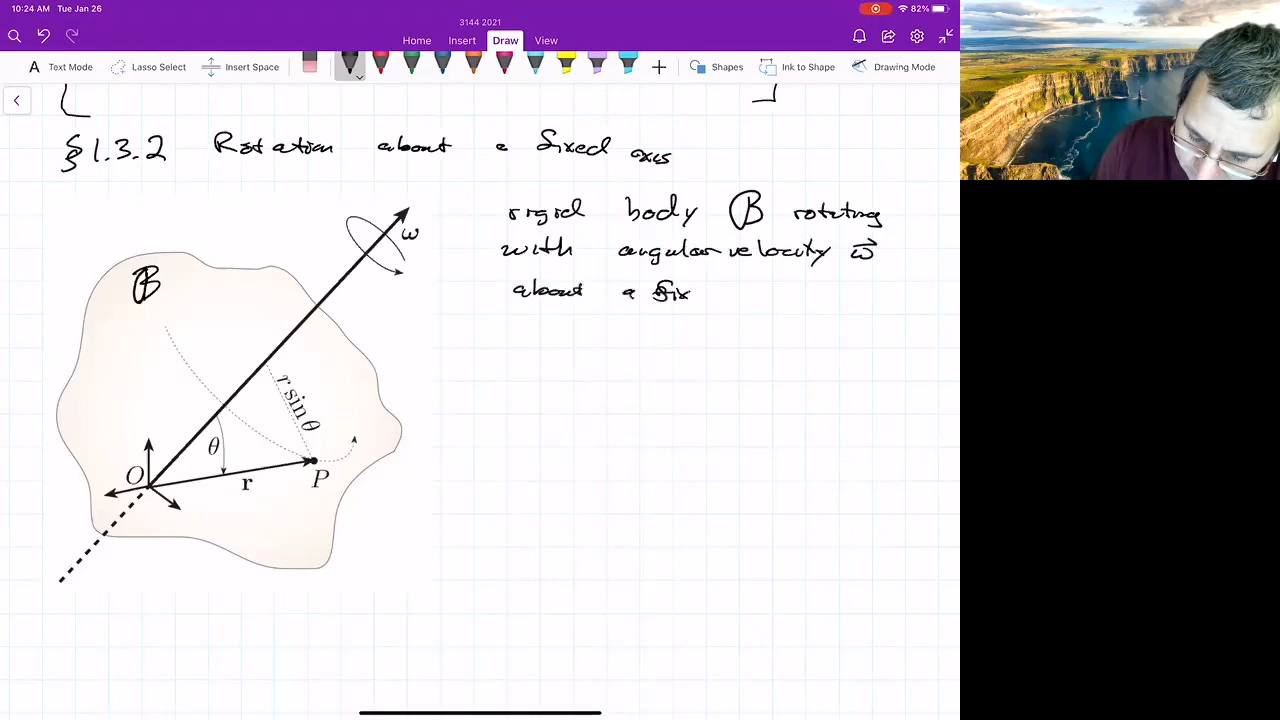 10:24 AM Tue Jan 26
82%
3144 2021
Home Insert Draw View
Text Mode Lasso Select Insert Space Shapes Ink to Shape Drawing Mode
§ 1.3.2 Rotation about a fixed axis
rigid body B rotating
with angular velocity ω⃗
about a fix
ω
B
r sin θ
θ
O
r
P